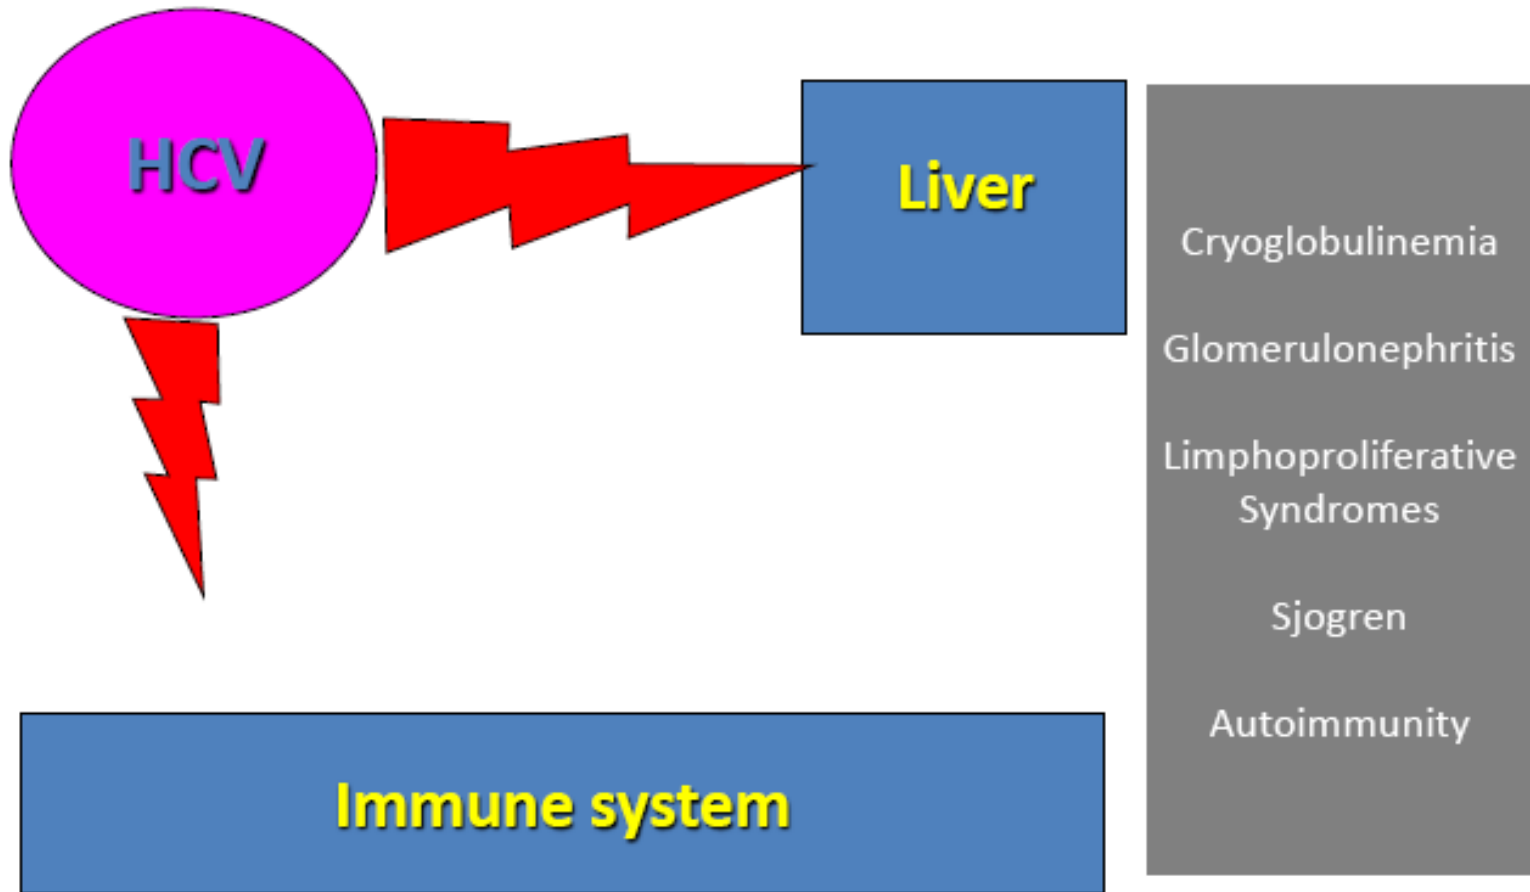 HCV
Liver
Cryoglobulinemia
Glomerulonephritis
Limphoproliferative
Syndromes
Sjogren
Autoimmunity
Immune system